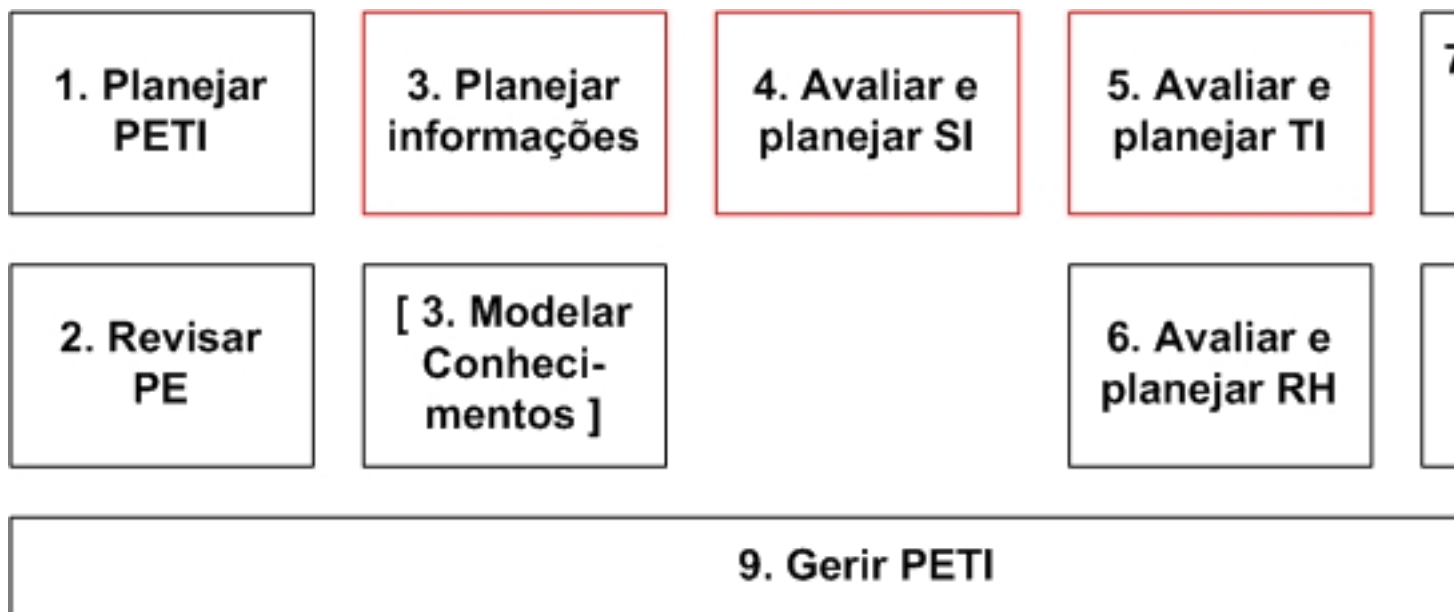 1. Planejar
PETI
3. Planejar
informações
4. Avaliar e
planejar SI
5. Avaliar e
planejar TI
7
2. Revisar
PE
[ 3. Modelar
Conheci-
mentos ]
6. Avaliar e
planejar RH
9. Gerir PETI